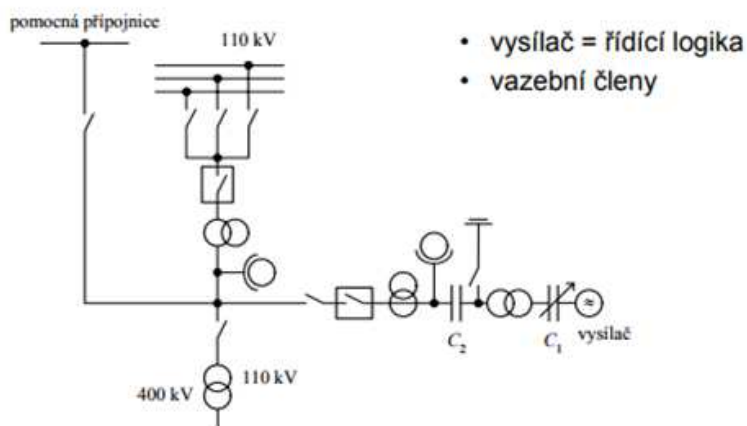 pomocná přípojnice
110 kV
• vysílač = řídící logika
• vazební členy
C2
C1
vysílač
400 kV
110 kV